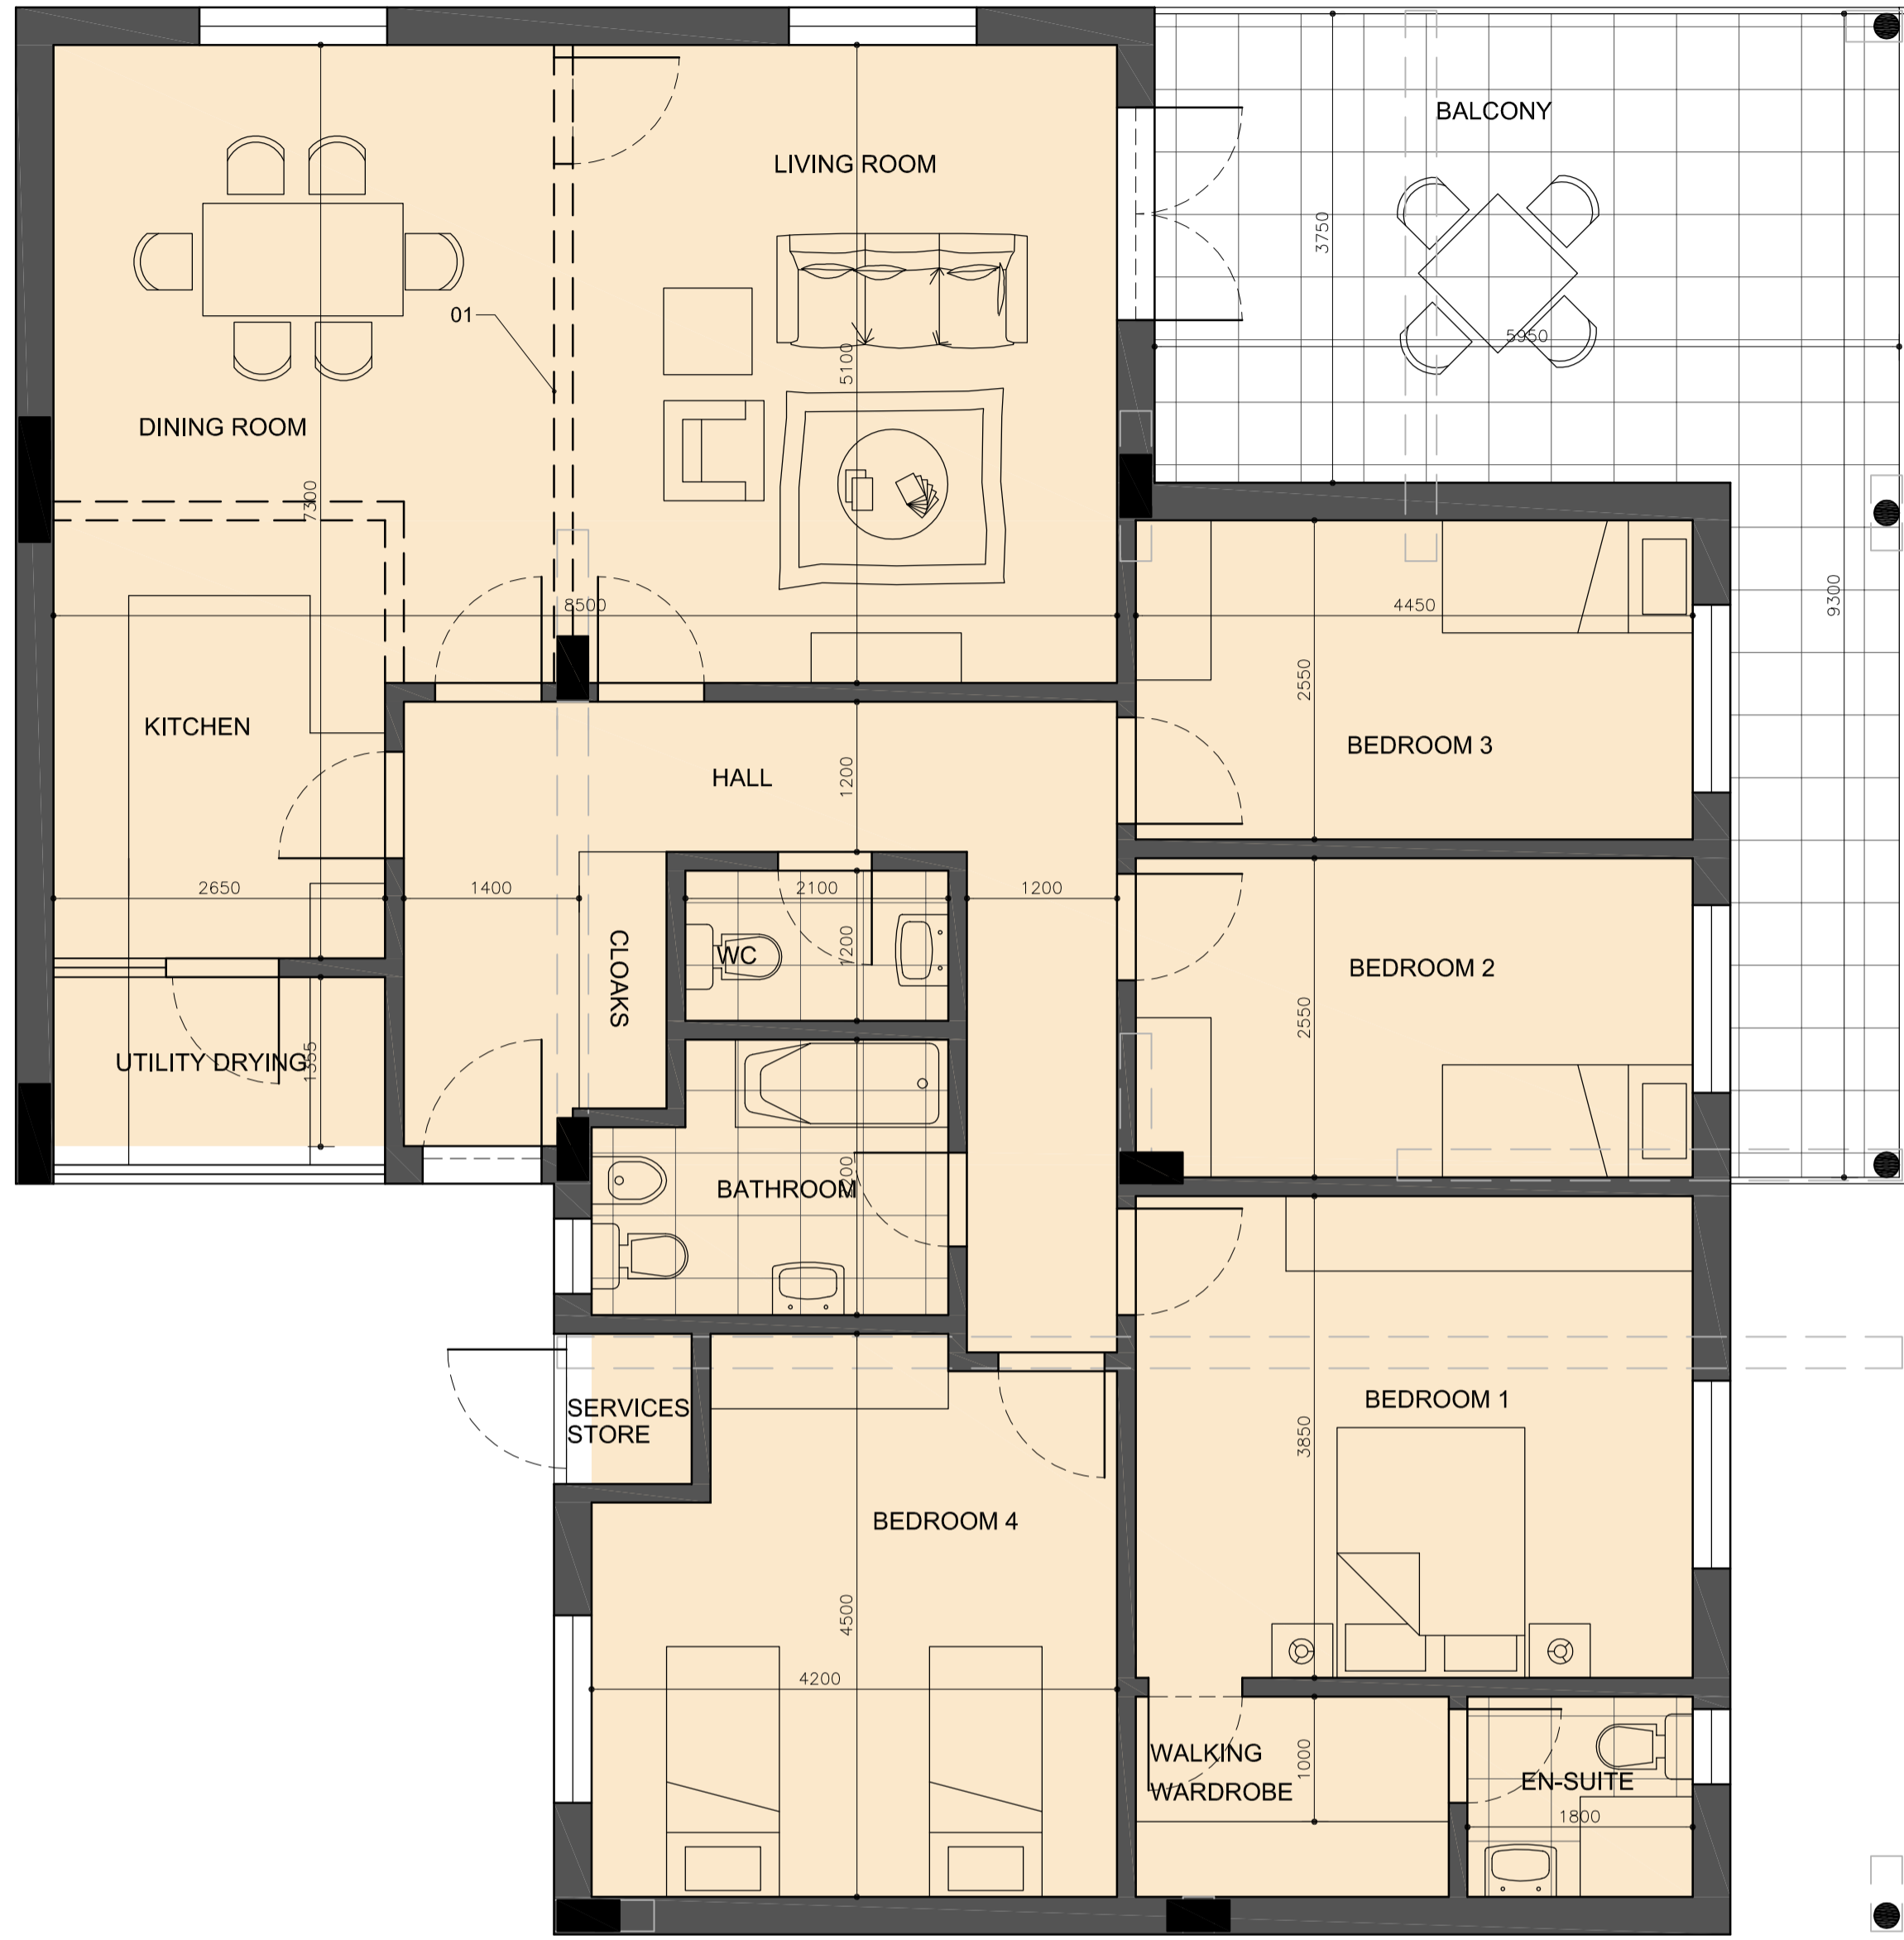 BALCONY
LIVING ROOM
3750
01
5950
5100
DINING ROOM
7300
8500
4450
9300
2550
KITCHEN
BEDROOM 3
HALL
1200
2650
1400
2100
1200
CLOAKS
WC
1200
BEDROOM 2
2550
UTILITY DRYING
1355
BATHROOM
BEDROOM 1
SERVICES
STORE
3850
BEDROOM 4
4500
4200
WALKING
WARDROBE
1000
EN-SUITE
1800